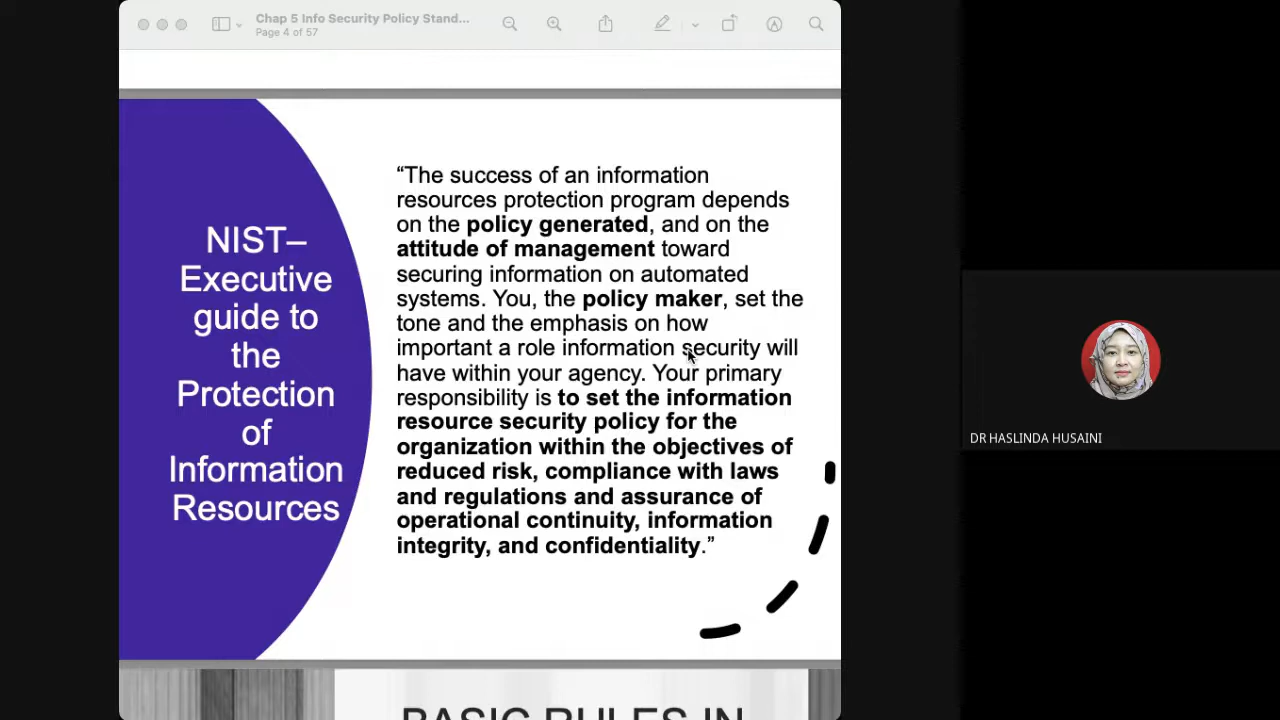 Chap 5 Info Security Policy Stand...
Page 4 of 57
NIST–
Executive
guide to
the
Protection
of
Information
Resources
“The success of an information
resources protection program depends
on the policy generated, and on the
attitude of management toward
securing information on automated
systems. You, the policy maker, set the
tone and the emphasis on how
important a role information security will
have within your agency. Your primary
responsibility is to set the information
resource security policy for the
organization within the objectives of
reduced risk, compliance with laws
and regulations and assurance of
operational continuity, information
integrity, and confidentiality.”
BASIC RULES IN
DR HASLINDA HUSAINI